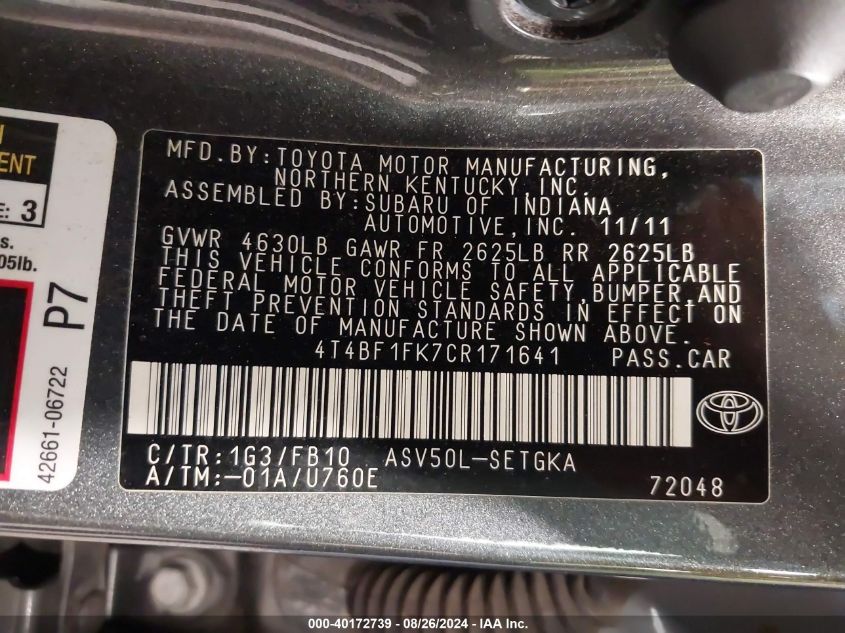 ENT
E: 3
s.
05lb.
P7
42661-06722
MFD.BY:TOYOTA MOTOR MANUFACTURING,
NORTHERN KENTUCKY,INC.
ASSEMBLED BY:SUBARU OF INDIANA
AUTOMOTIVE,INC. 11/11
GVWR 4630LB GAWR FR 2625LB RR 2625LB
THIS VEHICLE CONFORMS TO ALL APPLICABLE
FEDERAL MOTOR VEHICLE SAFETY,BUMPER,AND
THEFT PREVENTION STANDARDS IN EFFECT ON
THE DATE OF MANUFACTURE SHOWN ABOVE.
4T4BF1FK7CR171641 PASS.CAR
C/TR:1G3/FB10 ASV50L-SETGKA
A/TM:-01A/U760E
72048
000-40172739 - 08/26/2024 - IAA Inc.